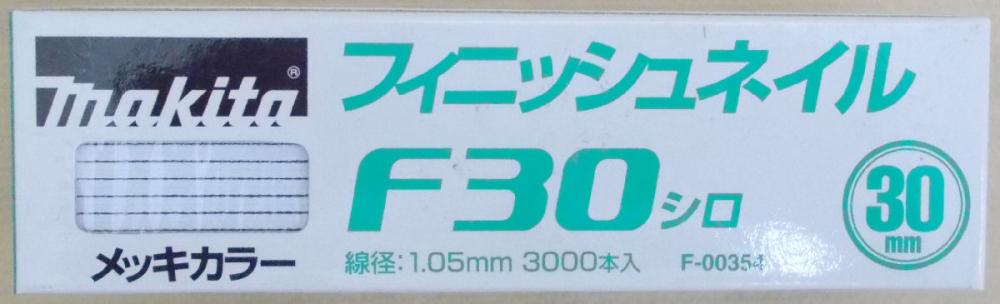 makita®
フィニッシュネイル
F30シロ
30
mm
メッキカラー
線径:1.05mm 3000本入 F-00354